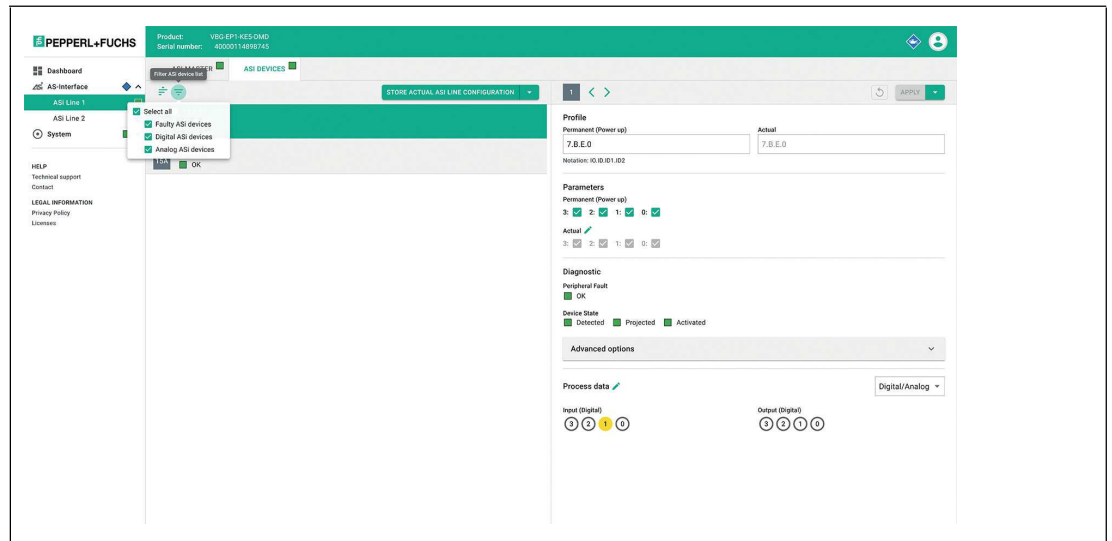 PEPPERL+FUCHS
Product: VBG-EP1-KE5-DMD
Serial number: 40000114898745
Dashboard
AS-Interface
ASI Line 1
ASI Line 2
System
HELP
Technical support
Contact
LEGAL INFORMATION
Privacy Policy
Licenses
ASI DEVICES
Filter ASI device list
STORE ACTUAL ASI LINE CONFIGURATION
Select all
Faulty ASi devices
Digital ASi devices
Analog ASi devices
15A OK
1
APPLY
Profile
Permanent (Power up) Actual
7.B.E.0 7.B.E.0
Notation: IO.ID.ID1.ID2
Parameters
Permanent (Power up)
3: 2: 1: 0:
Actual
3: 2: 1: 0:
Diagnostic
Peripheral Fault
OK
Device State
Detected Projected Activated
Advanced options
Process data Digital/Analog
Input (Digital) Output (Digital)
3 2 1 0 3 2 1 0